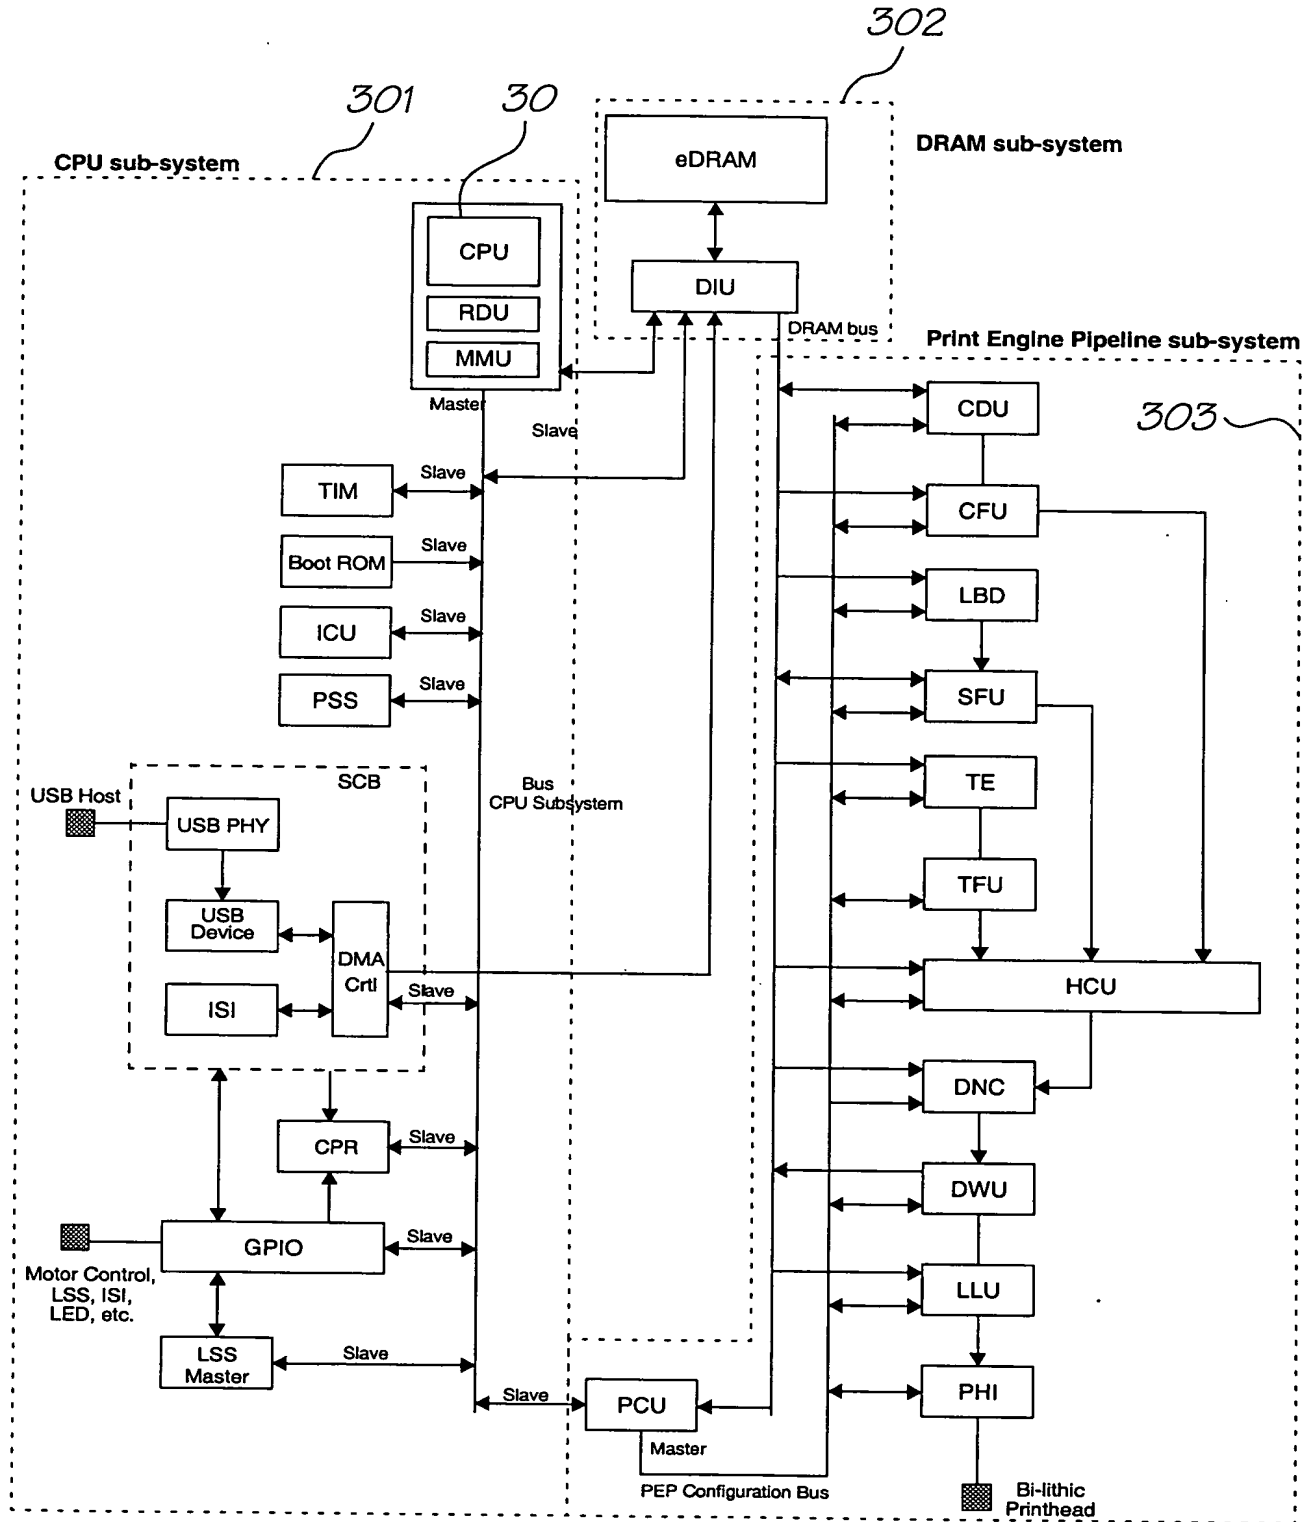 302
301
30
CPU sub-system
DRAM sub-system
eDRAM
CPU
RDU
MMU
Master
DIU
DRAM bus
Print Engine Pipeline sub-system
303
Slave
TIM
Slave
Boot ROM
Slave
ICU
Slave
PSS
Slave
Bus
CPU Subsystem
SCB
USB Host
USB PHY
USB
Device
DMA
Crtl
ISI
Slave
CPR
Slave
GPIO
Slave
Motor Control,
LSS, ISI,
LED, etc.
LSS
Master
Slave
Slave
PCU
Master
PEP Configuration Bus
CDU
CFU
LBD
SFU
TE
TFU
HCU
DNC
DWU
LLU
PHI
Bi-lithic
Printhead